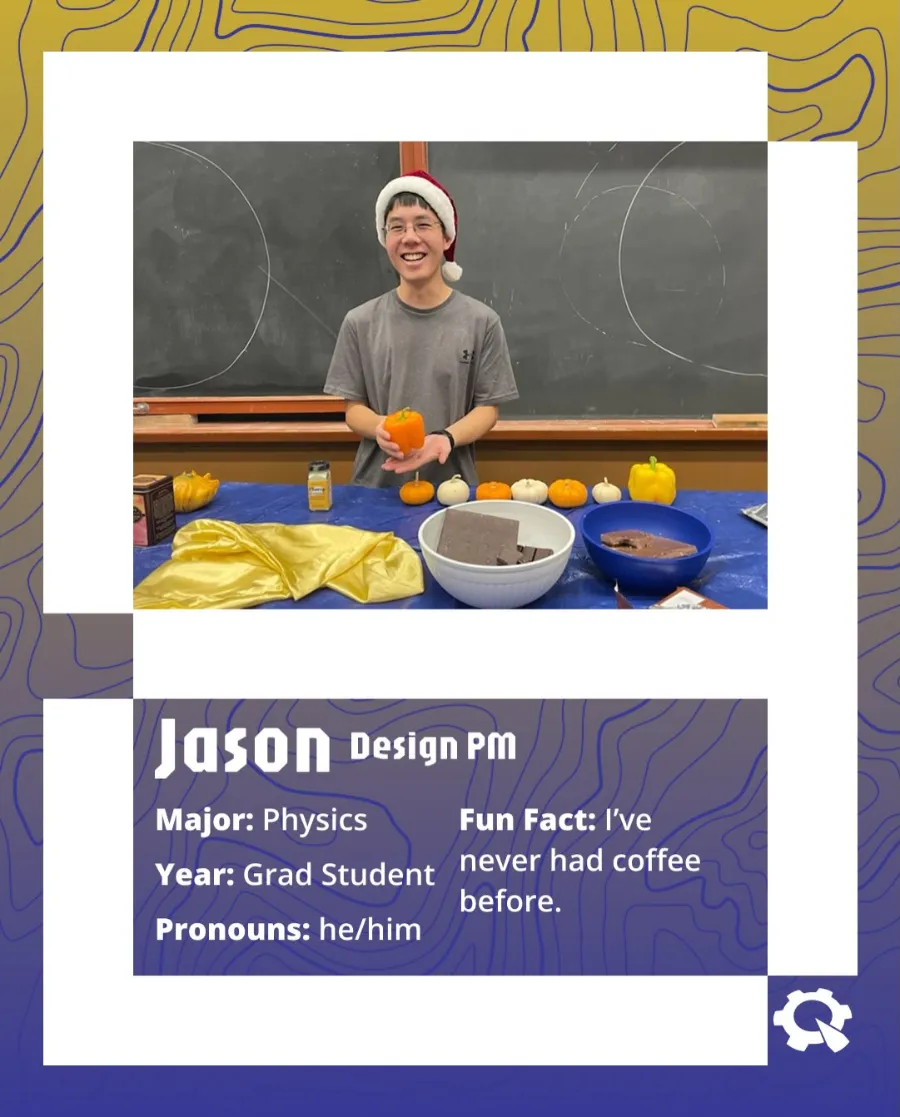 Jason Design PM
Major: Physics
Year: Grad Student
Pronouns: he/him
Fun Fact: I’ve
never had coffee
before.